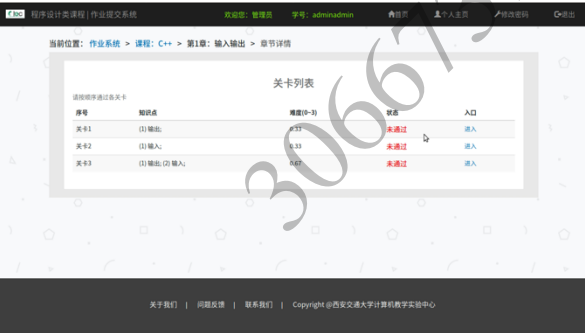 loc 程序设计类课程 | 作业提交系统 欢迎您：管理员 学号：adminadmin 首页 个人主页 修改密码 退出
当前位置： 作业系统 > 课程：C++ > 第1章：输入输出 > 章节详情
关卡列表
请按顺序通过各关卡
序号 知识点 难度(0~3) 状态 入口
关卡1 (1) 输出; 0.33 未通过 进入
关卡2 (1) 输入; 0.33 未通过 进入
关卡3 (1) 输出; (2) 输入; 0.67 未通过 进入
关于我们 | 问题反馈 | 联系我们 | Copyright @西安交通大学计算机教学实验中心